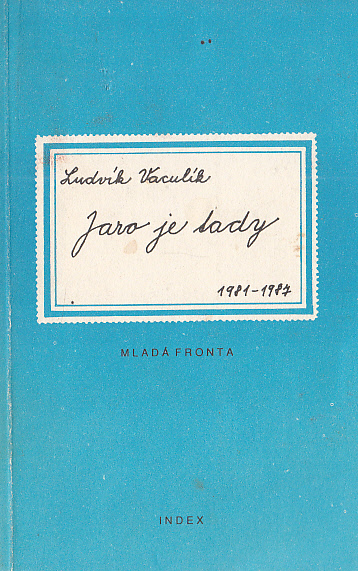 Ludvík Vaculík
Jaro je tady
1981-1987
MLADÁ FRONTA
INDEX